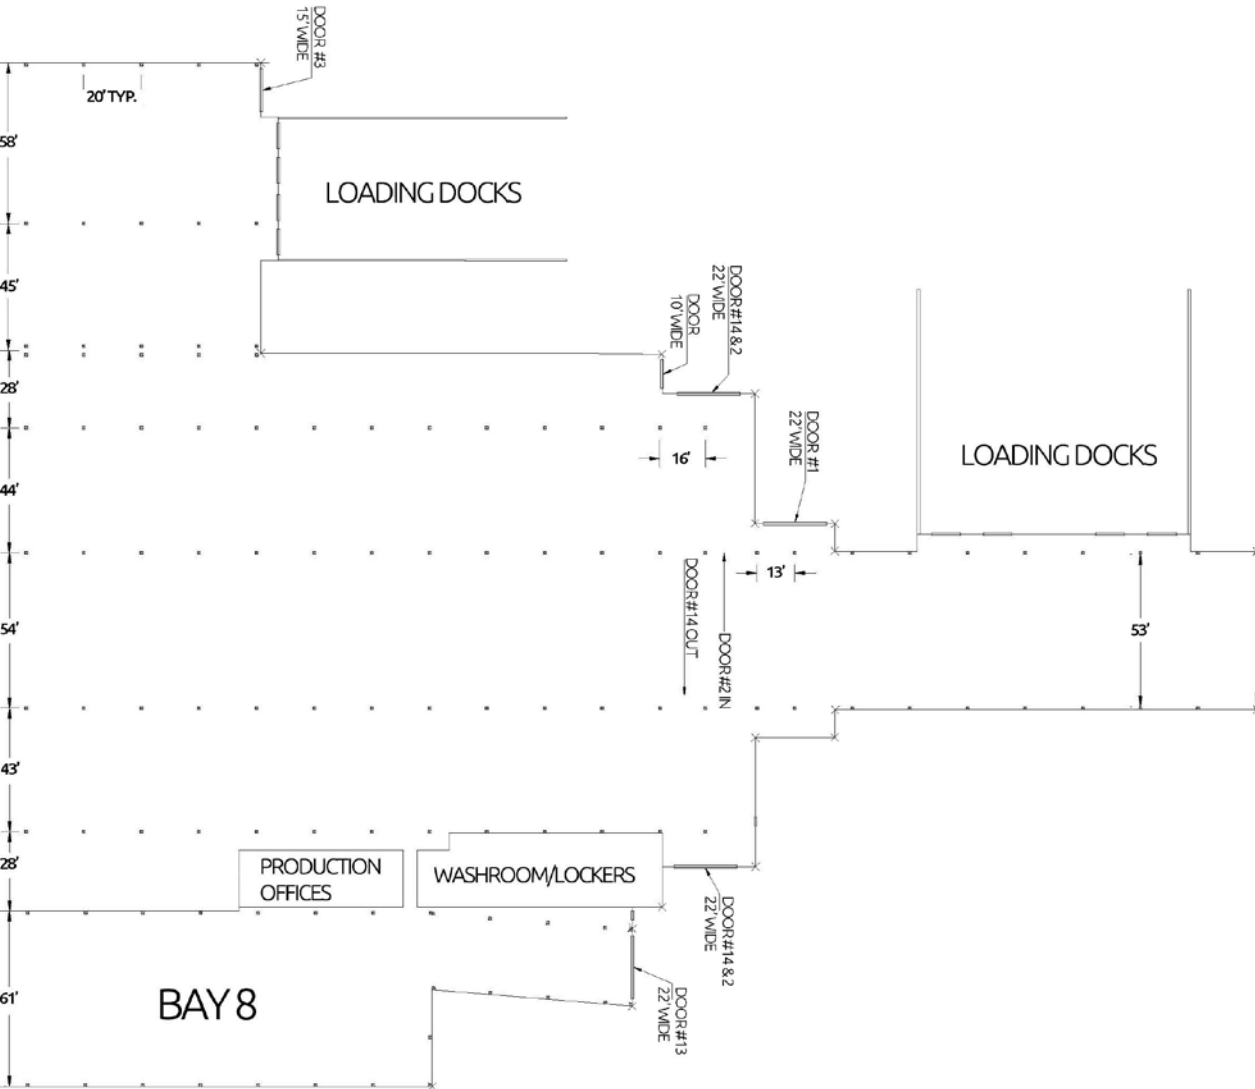 DOOR #3
15' WIDE
20' TYP.
58'
LOADING DOCKS
45'
DOOR#14&2
22' WIDE
DOOR
10' WIDE
28'
DOOR #1
22' WIDE
LOADING DOCKS
16'
44'
13'
DOOR#14 OUT
DOOR#2 IN
54'
53'
43'
28'
PRODUCTION
OFFICES
WASHROOM/LOCKERS
DOOR#14&2
22' WIDE
BAY 8
61'
DOOR#13
22' WIDE